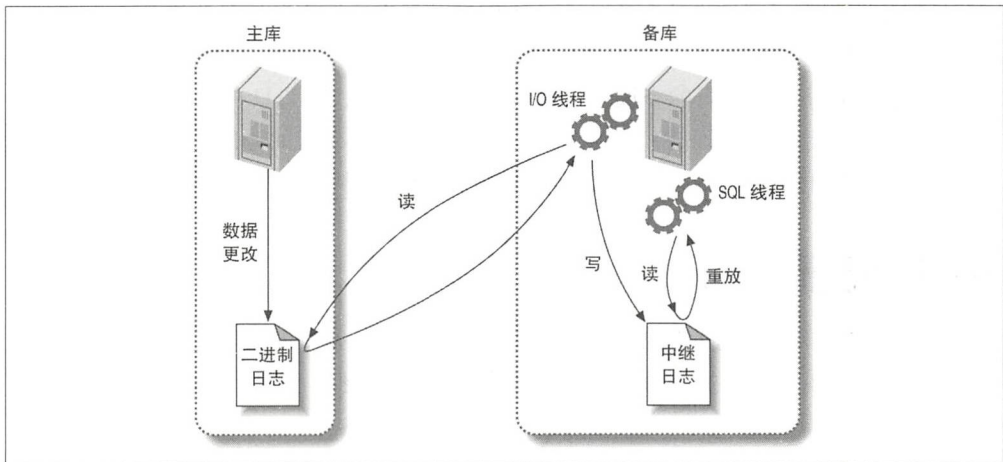 主库
备库
I/O 线程
SQL 线程
读
数据
更改
写
读
重放
二进制
日志
中继
日志